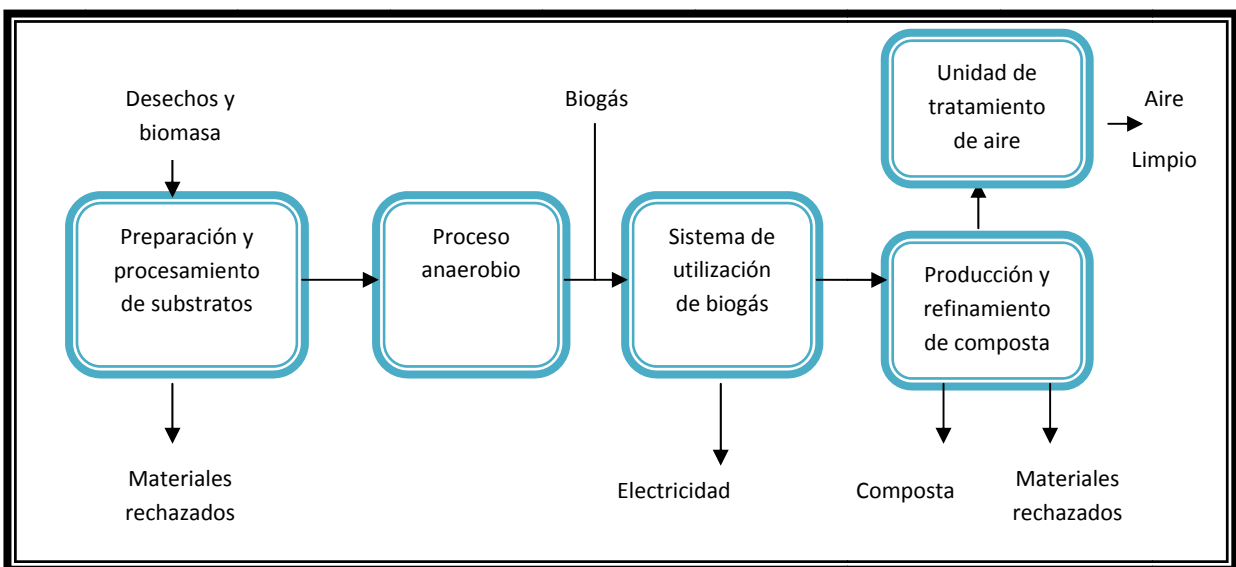 Desechos y
biomasa
Biogás
Unidad de
tratamiento
de aire
Aire
Limpio
Preparación y
procesamiento
de substratos
Proceso
anaerobio
Sistema de
utilización
de biogás
Producción y
refinamiento
de composta
Materiales
rechazados
Electricidad
Composta
Materiales
rechazados